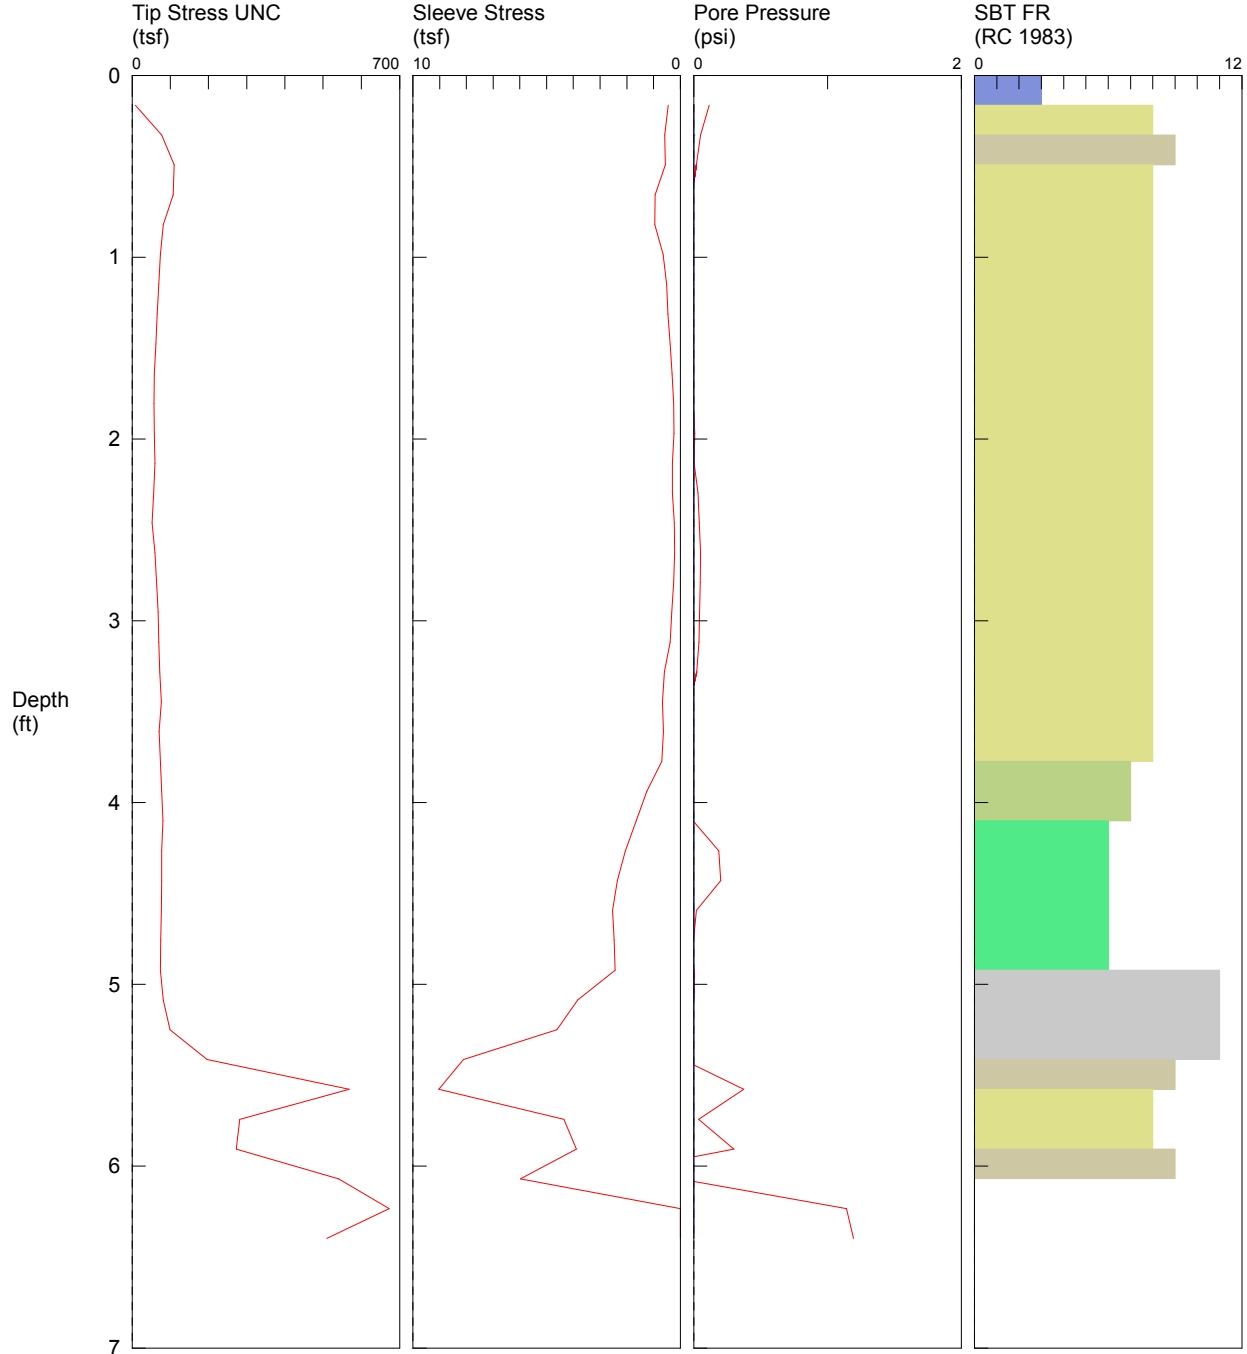 Tip Stress UNC
(tsf)
Sleeve Stress
(tsf)
Pore Pressure
(psi)
SBT FR
(RC 1983)
0 700
10 0
0 2
0 12
0
1
2
3
Depth
(ft)
4
5
6
7